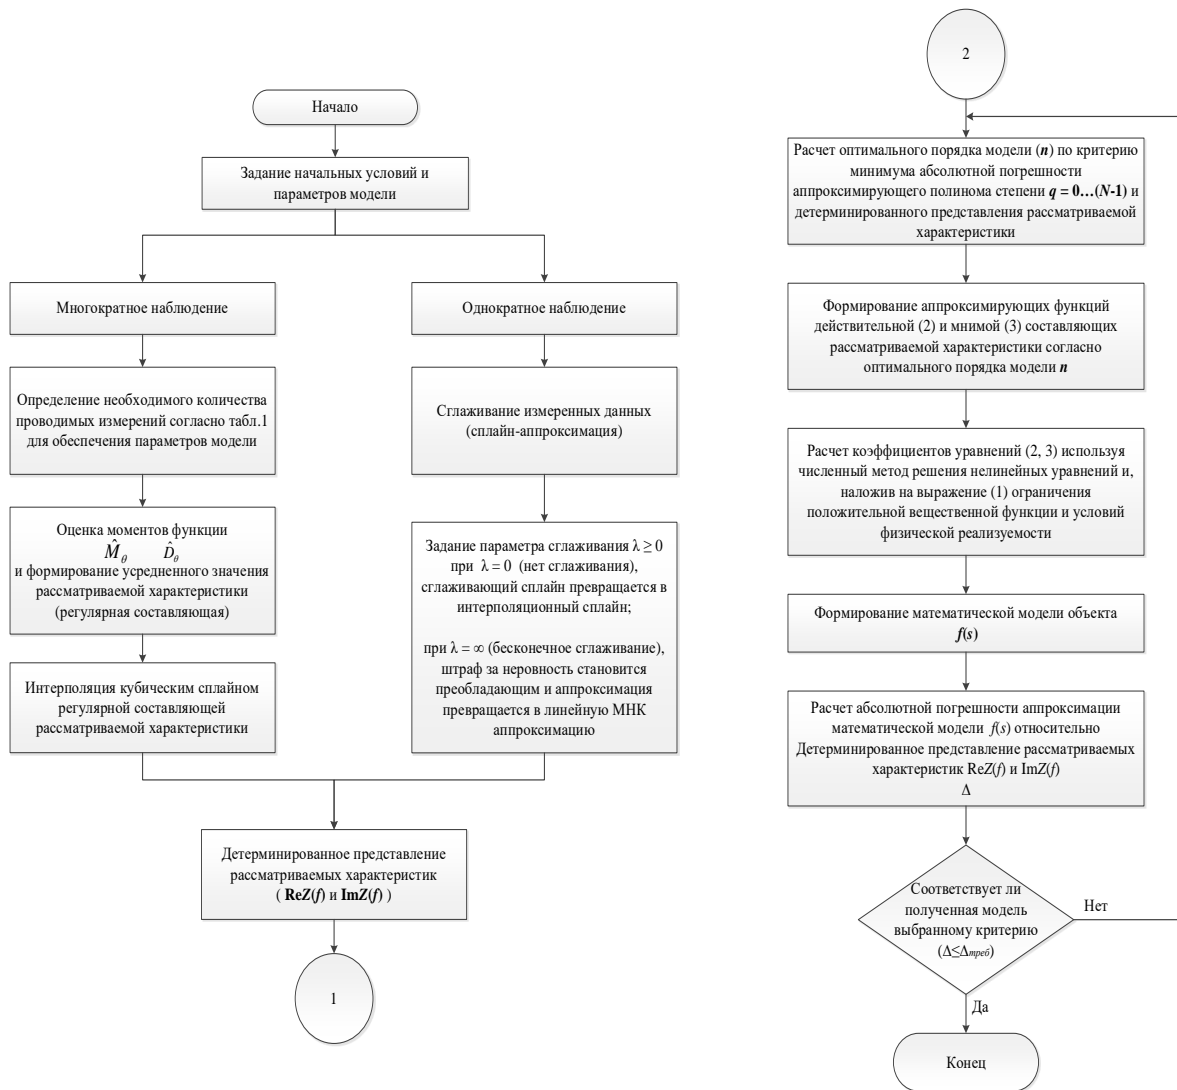 Начало
Задание начальных условий и
параметров модели
Многократное наблюдение
Однократное наблюдение
Определение необходимого количества
проводимых измерений согласно табл.1
для обеспечения параметров модели
Сглаживание измеренных данных
(сплайн-аппроксимация)
Оценка моментов функции
M̂θ D̂θ
и формирование усредненного значения
рассматриваемой характеристики
(регулярная составляющая)
Задание параметра сглаживания λ ≥ 0
при λ = 0 (нет сглаживания),
сглаживающий сплайн превращается в
интерполяционный сплайн;
при λ = ∞ (бесконечное сглаживание),
штраф за неровность становится
преобладающим и аппроксимация
превращается в линейную МНК
аппроксимацию
Интерполяция кубическим сплайном
регулярной составляющей
рассматриваемой характеристики
Детерминированное представление
рассматриваемых характеристик
( ReZ(f) и ImZ(f) )
1
2
Расчет оптимального порядка модели (n) по критерию
минимума абсолютной погрешности
аппроксимирующего полинома степени q = 0…(N-1) и
детерминированного представления рассматриваемой
характеристики
Формирование аппроксимирующих функций
действительной (2) и мнимой (3) составляющих
рассматриваемой характеристики согласно
оптимального порядка модели n
Расчет коэффициентов уравнений (2, 3) используя
численный метод решения нелинейных уравнений и,
наложив на выражение (1) ограничения
положительной вещественной функции и условий
физической реализуемости
Формирование математической модели объекта
f(s)
Расчет абсолютной погрешности аппроксимации
математической модели f(s) относительно
Детерминированное представление рассматриваемых
характеристик ReZ(f) и ImZ(f)
Δ
Соответствует ли
полученная модель
выбранному критерию
(Δ≤Δтреб)
Нет
Да
Конец